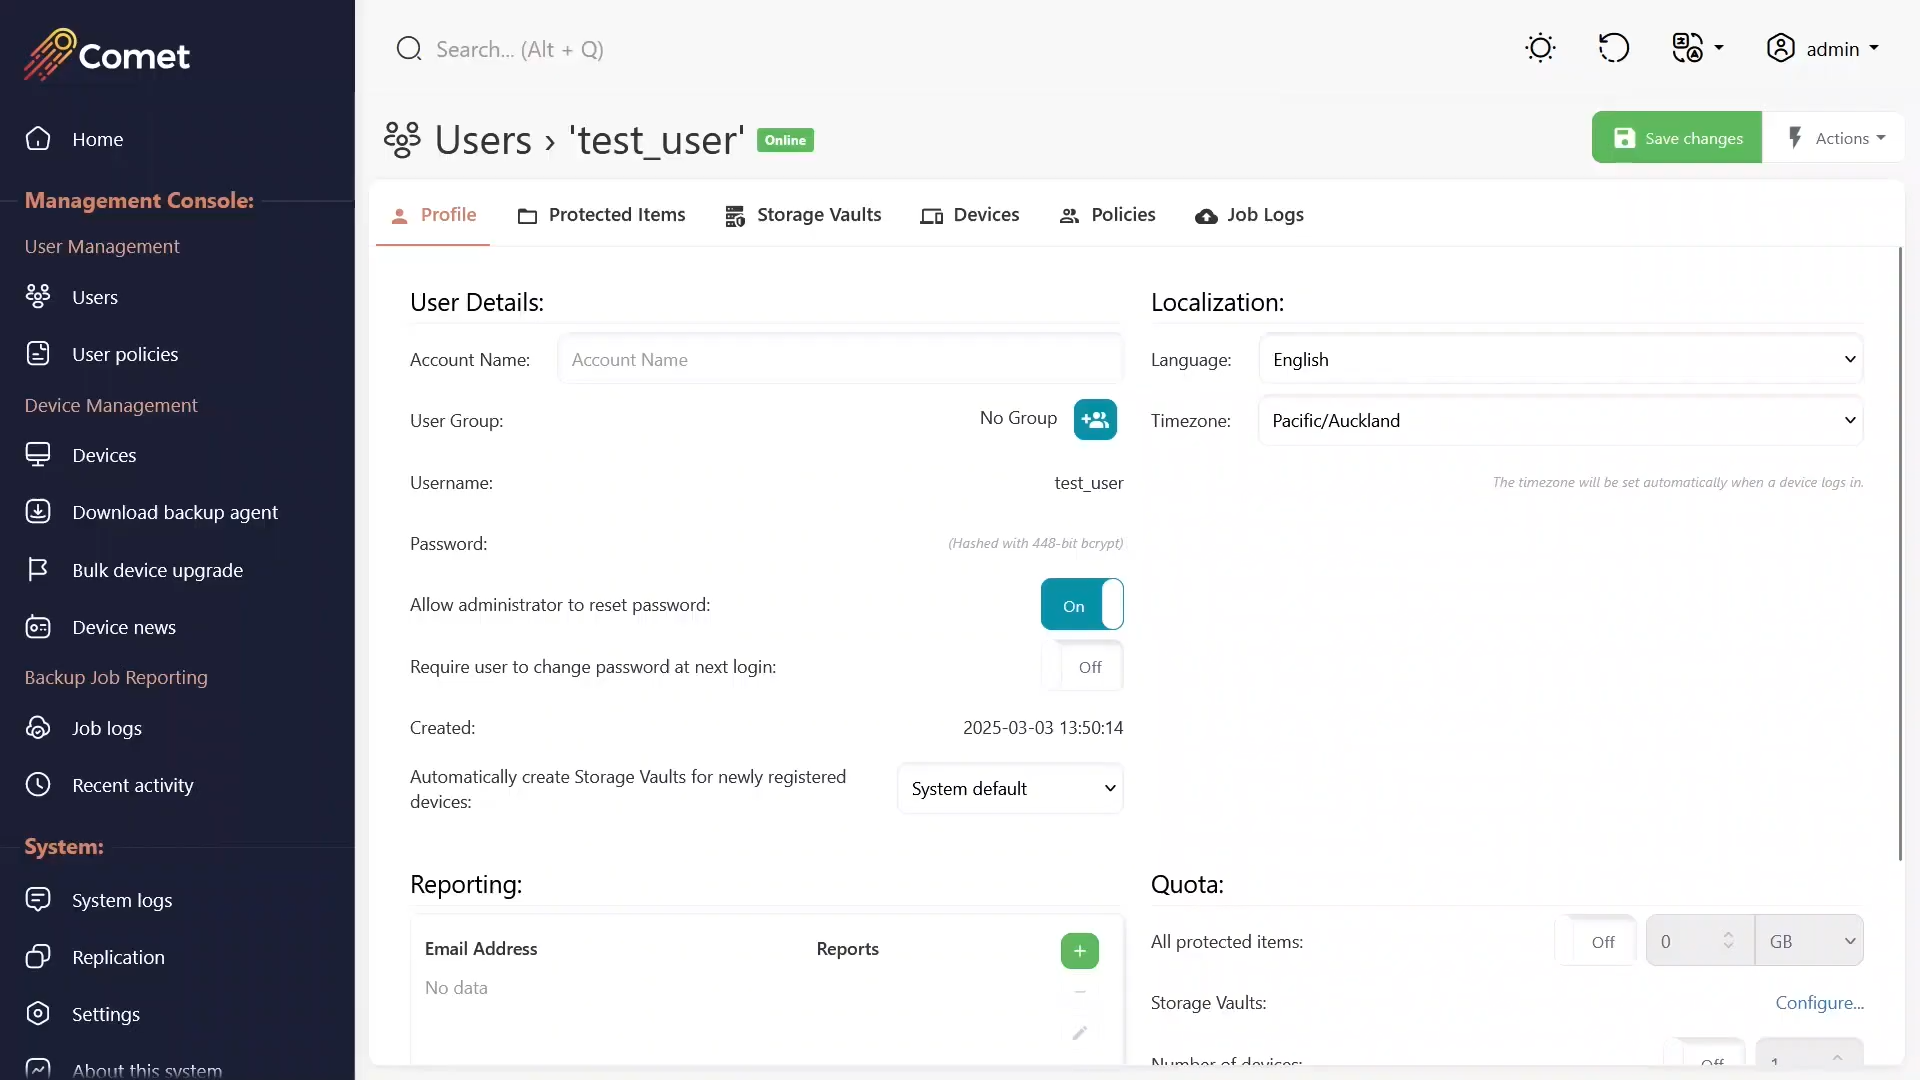 Comet
Search... (Alt + Q)
admin
Home
Management Console:
User Management
Users
User policies
Device Management
Devices
Download backup agent
Bulk device upgrade
Device news
Backup Job Reporting
Job logs
Recent activity
System:
System logs
Replication
Settings
About this system
Users › 'test_user' Online
Save changes
Actions
Profile
Protected Items
Storage Vaults
Devices
Policies
Job Logs
User Details:
Account Name: Account Name
User Group: No Group
Username: test_user
Password: (Hashed with 448-bit bcrypt)
Allow administrator to reset password: On
Require user to change password at next login: Off
Created: 2025-03-03 13:50:14
Automatically create Storage Vaults for newly registered
devices:
System default
Localization:
Language: English
Timezone: Pacific/Auckland
The timezone will be set automatically when a device logs in.
Reporting:
Email Address Reports
No data
Quota:
All protected items: Off 0 GB
Storage Vaults: Configure...
Number of devices: Off 1